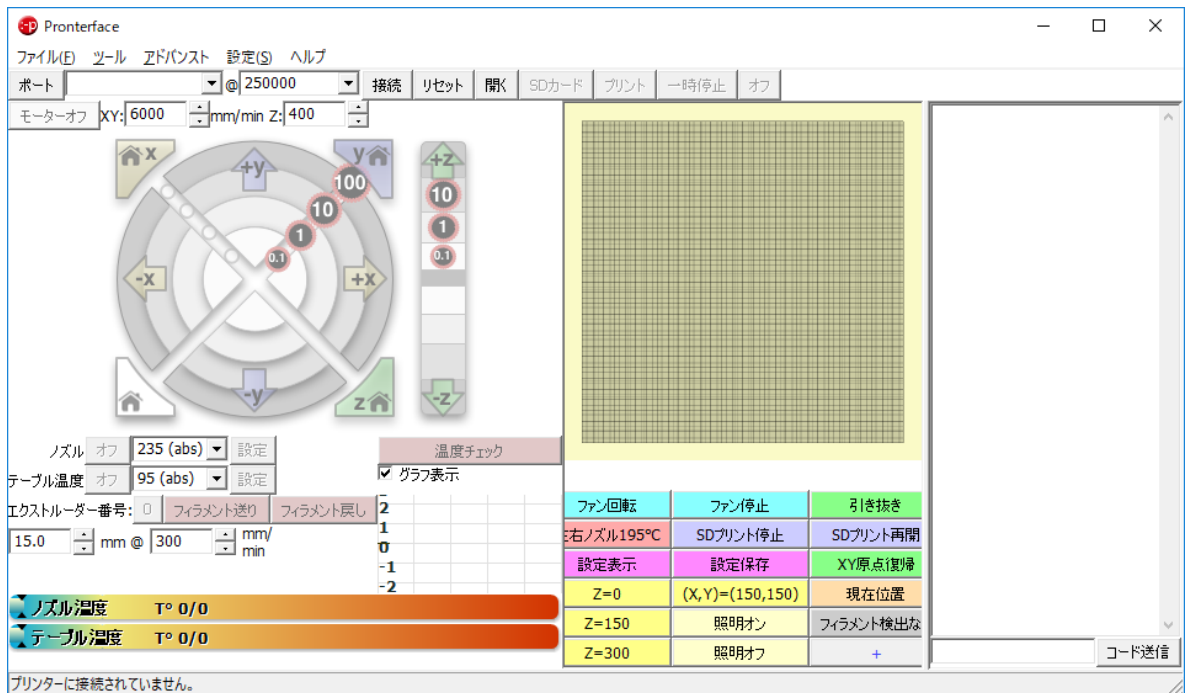 Pronterface
ファイル(F) ツール アドバンスト 設定(S) ヘルプ
ポート @ 250000 接続 リセット 開く SDカード プリント 一時停止 オフ
モーターオフ XY: 6000 mm/min Z: 400
x y +y +z
100 10 1 0.1
10
1
0.1
-x +x
-y z -z
ノズル オフ 235 (abs) 設定 温度チェック
テーブル温度 オフ 95 (abs) 設定 グラフ表示
エクストルーダー番号: 0 フィラメント送り フィラメント戻し
15.0 mm @ 300 mm/
min
2
1
0
-1
-2
ノズル温度 T° 0/0
テーブル温度 T° 0/0
ファン回転 ファン停止 引き抜き
右ノズル195℃ SDプリント停止 SDプリント再開
設定表示 設定保存 XY原点復帰
Z=0 (X,Y)=(150,150) 現在位置
Z=150 照明オン フィラメント検出な
Z=300 照明オフ +
コード送信
プリンターに接続されていません。